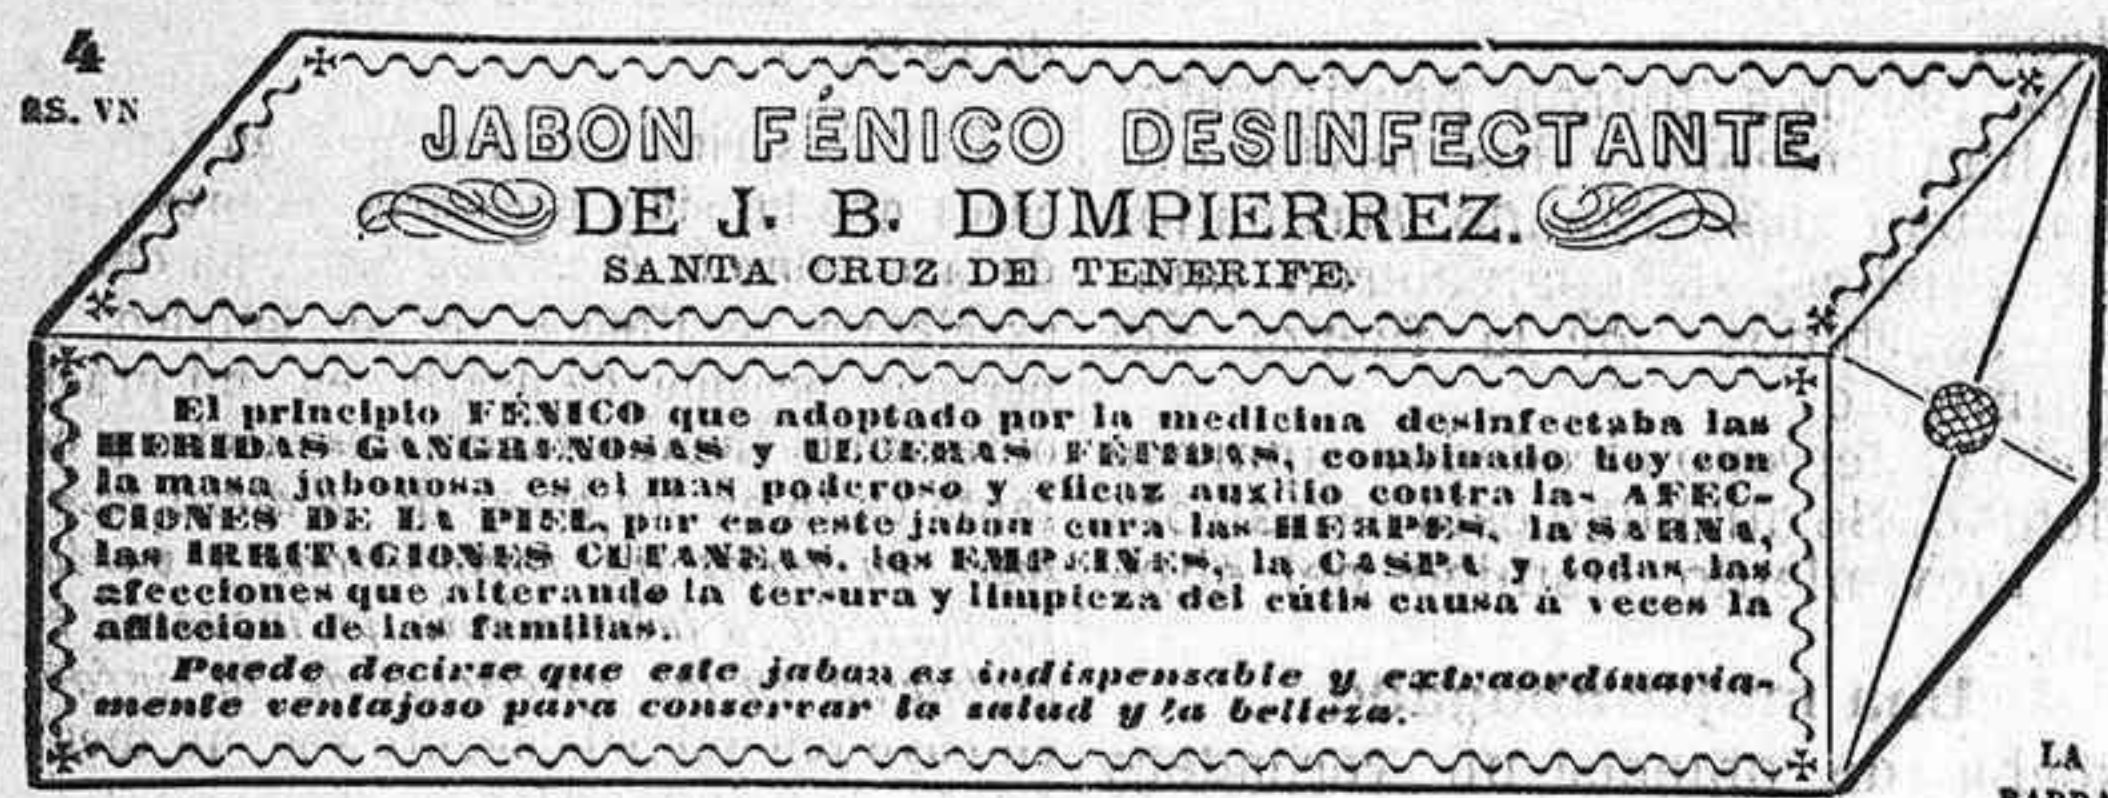 4
RS. VN
JABON FÉNICO DESINFECTANTE
DE J. B. DUMPIERREZ.
SANTA CRUZ DE TENERIFE.
El principio FÉNICO que adoptado por la medicina desinfectaba las
HERIDAS GANGRENOSAS y ULCERAS FÉTIDAS, combinado hoy con
la masa jabonosa es el mas poderoso y eficaz auxilio contra las AFEC-
CIONES DE LA PIEL, por eso este jabon cura las HERPES, la SARNA,
las IRRITACIONES CUTANEAS, los EMPEINES, la CASPA y todas las
afecciones que alterando la tersura y limpieza del cútis causa á veces la
afliccion de las familias.
Puede decirse que este jabon es indispensable y extraordinaria-
mente ventajoso para conservar la salud y la belleza.
LA
BARRA